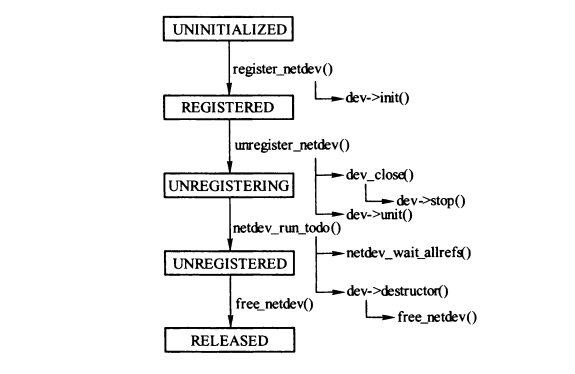 UNINITIALIZED
register_netdev()
dev->init()
REGISTERED
unregister_netdev()
dev_close()
UNREGISTERING
dev->stop()
dev->unit()
netdev_run_todo()
netdev_wait_allrefs()
UNREGISTERED
dev->destructor()
free_netdev()
free_netdev()
RELEASED